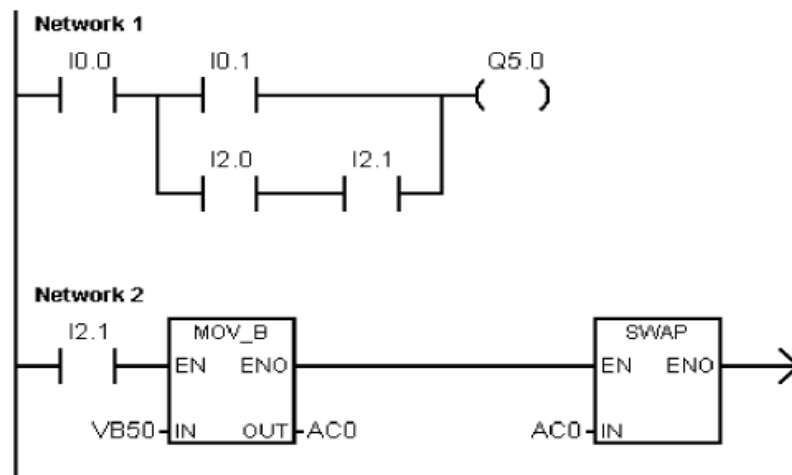 Network 1
I0.0 I0.1 Q5.0
I2.0 I2.1
Network 2
I2.1 MOV_B SWAP
EN ENO EN ENO
VB50 IN OUT AC0 AC0 IN